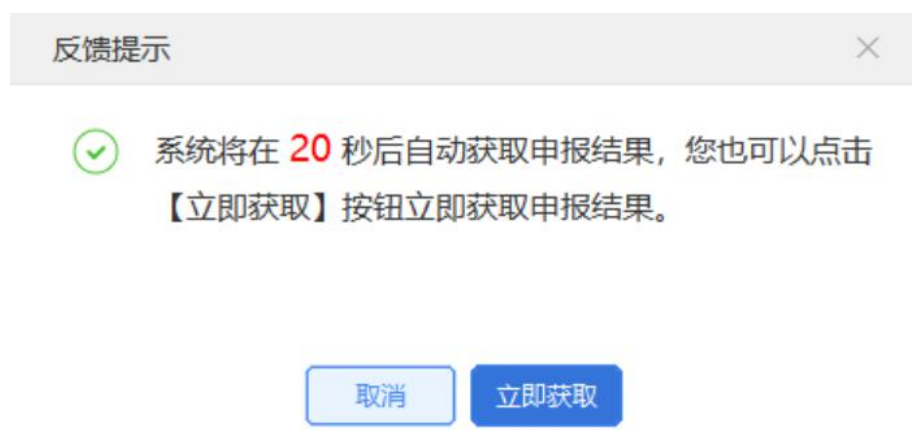 反馈提示
系统将在 20 秒后自动获取申报结果，您也可以点击
【立即获取】按钮立即获取申报结果。
取消
立即获取